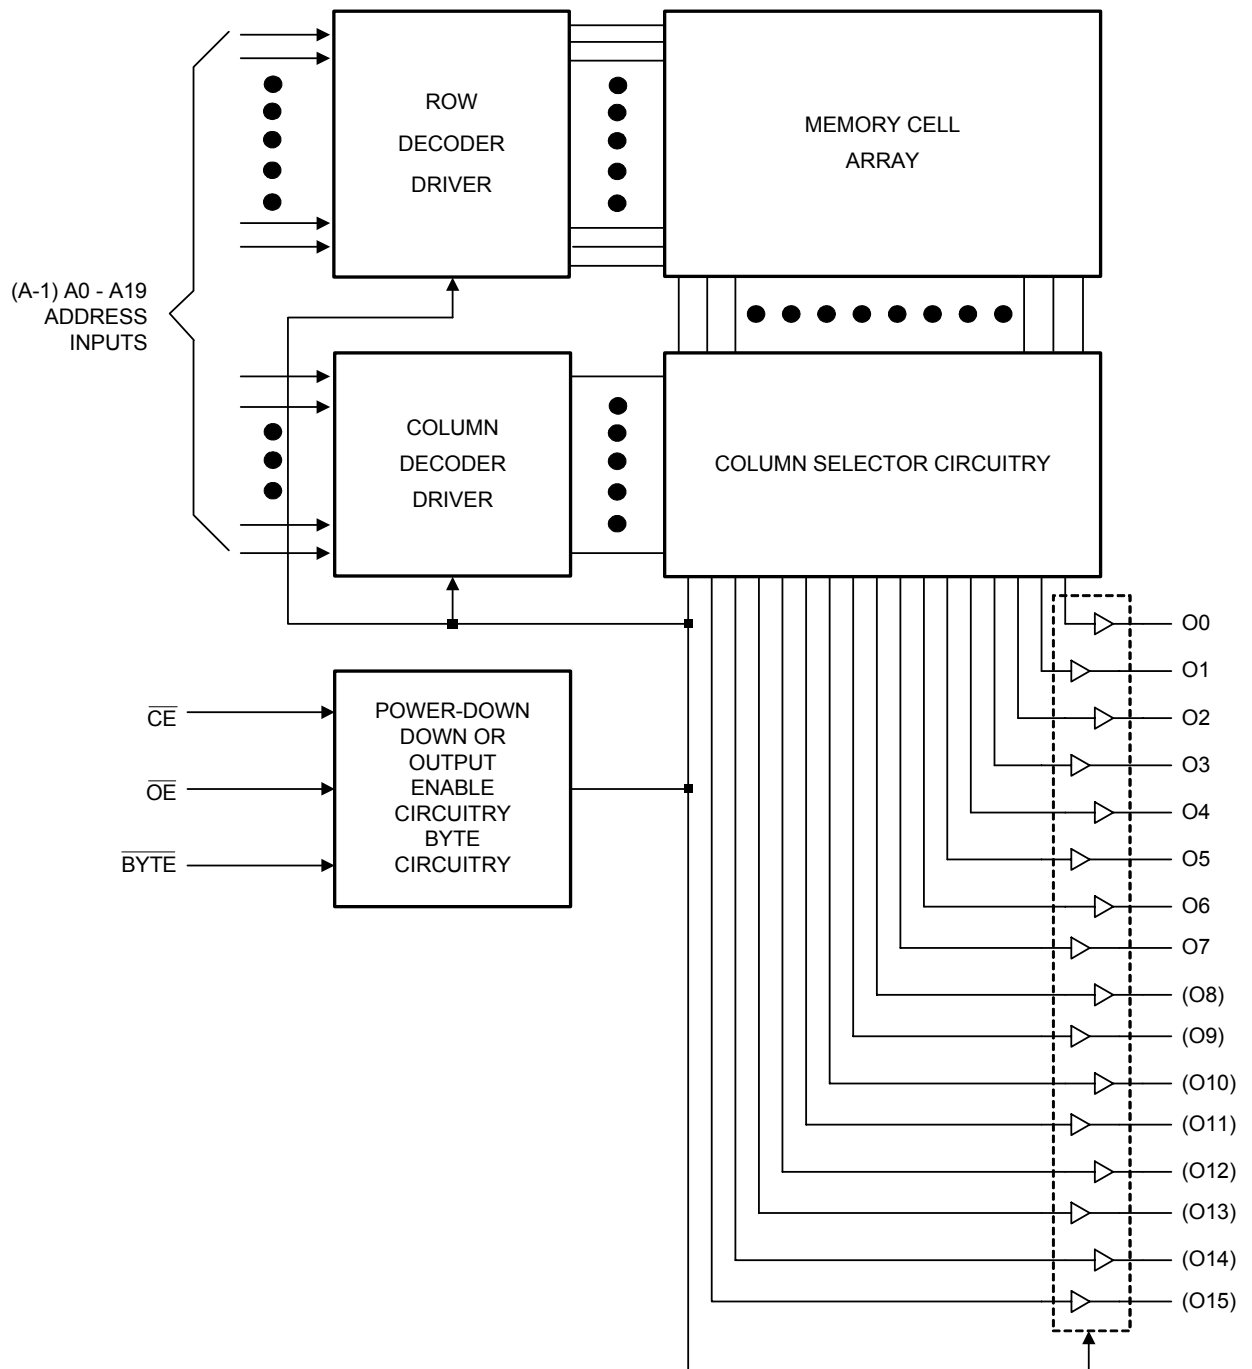 ROW
DECODER
DRIVER
MEMORY CELL
ARRAY
(A-1) A0 - A19
ADDRESS
INPUTS
COLUMN
DECODER
DRIVER
COLUMN SELECTOR CIRCUITRY
CE
OE
BYTE
POWER-DOWN
DOWN OR
OUTPUT
ENABLE
CIRCUITRY
BYTE
CIRCUITRY
O0
O1
O2
O3
O4
O5
O6
O7
(O8)
(O9)
(O10)
(O11)
(O12)
(O13)
(O14)
(O15)